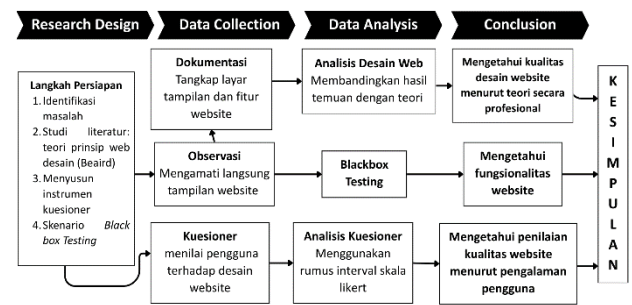 Research Design
Data Collection
Data Analysis
Conclusion
Langkah Persiapan
1. Identifikasi
masalah
2. Studi literatur:
teori prinsip web
desain (Beaird)
3. Menyusun
instrumen
kuesioner
4. Skenario Black
box Testing
Dokumentasi
Tangkap layar
tampilan dan fitur
website
Analisis Desain Web
Membandingkan hasil
temuan dengan teori
Mengetahui kualitas
desain website
menurut teori secara
profesional
Observasi
Mengamati langsung
tampilan website
Blackbox
Testing
Mengetahui
fungsionalitas
website
Kuesioner
menilai pengguna
terhadap desain
website
Analisis Kuesioner
Menggunakan
rumus interval skala
likert
Mengetahui penilaian
kualitas website
menurut pengalaman
pengguna
K
E
S
I
M
P
U
L
A
N